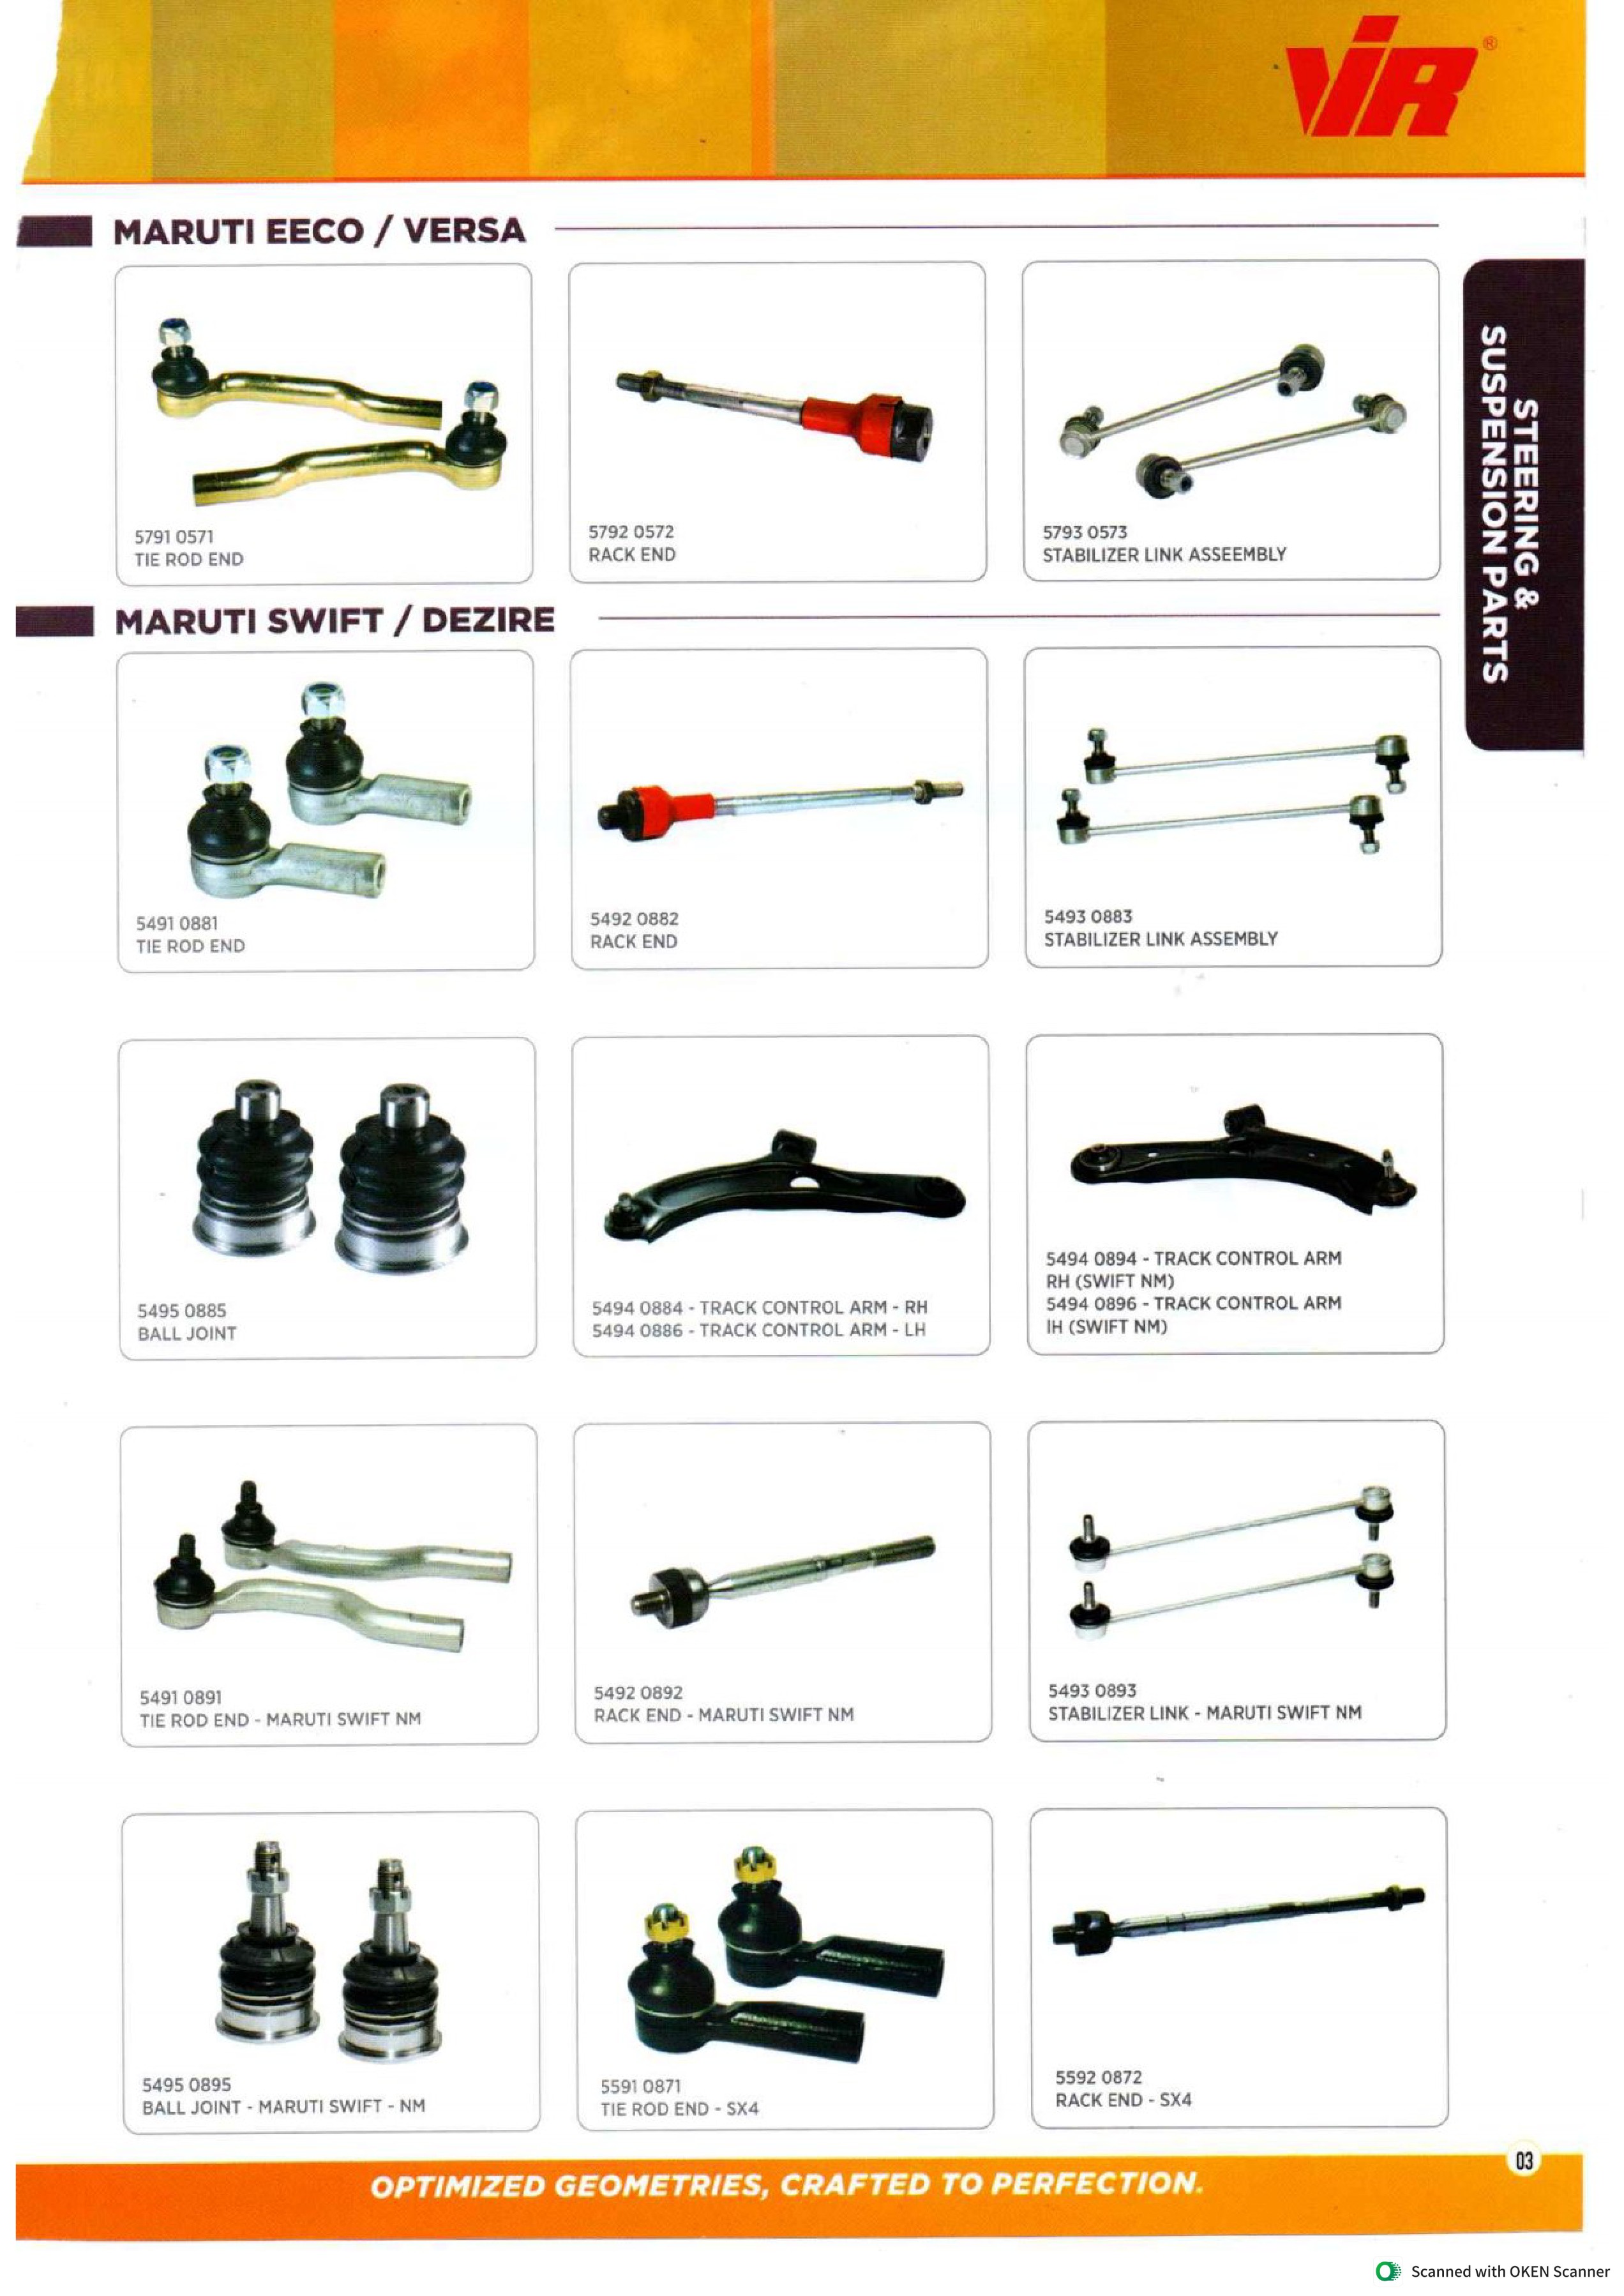 ViR®
MARUTI EECO / VERSA
5791 0571
TIE ROD END
5792 0572
RACK END
5793 0573
STABILIZER LINK ASSEEMBLY
STEERING &
SUSPENSION PARTS
MARUTI SWIFT / DEZIRE
5491 0881
TIE ROD END
5492 0882
RACK END
5493 0883
STABILIZER LINK ASSEMBLY
5495 0885
BALL JOINT
5494 0884 - TRACK CONTROL ARM - RH
5494 0886 - TRACK CONTROL ARM - LH
5494 0894 - TRACK CONTROL ARM
RH (SWIFT NM)
5494 0896 - TRACK CONTROL ARM
IH (SWIFT NM)
5491 0891
TIE ROD END - MARUTI SWIFT NM
5492 0892
RACK END - MARUTI SWIFT NM
5493 0893
STABILIZER LINK - MARUTI SWIFT NM
5495 0895
BALL JOINT - MARUTI SWIFT - NM
5591 0871
TIE ROD END - SX4
5592 0872
RACK END - SX4
03
OPTIMIZED GEOMETRIES, CRAFTED TO PERFECTION.
Scanned with OKEN Scanner